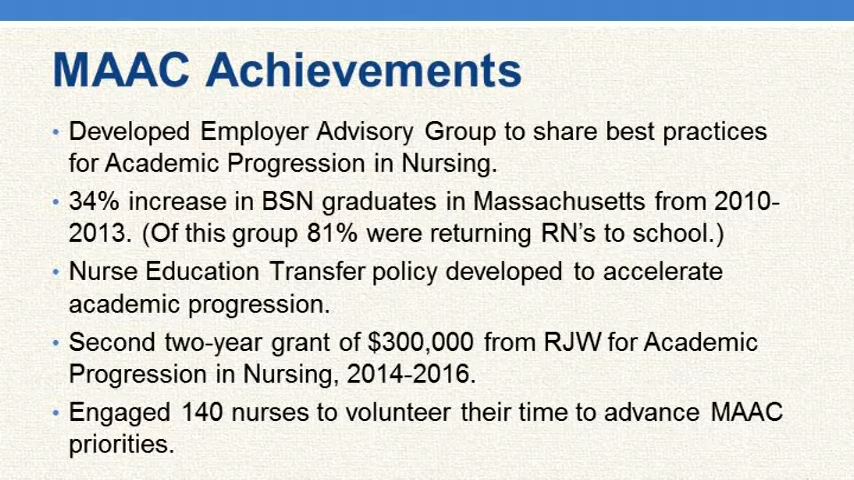 MAAC Achievements
• Developed Employer Advisory Group to share best practices
for Academic Progression in Nursing.
• 34% increase in BSN graduates in Massachusetts from 2010-
2013. (Of this group 81% were returning RN's to school.)
• Nurse Education Transfer policy developed to accelerate
academic progression.
• Second two-year grant of $300,000 from RJW for Academic
Progression in Nursing, 2014-2016.
• Engaged 140 nurses to volunteer their time to advance MAAC
priorities.